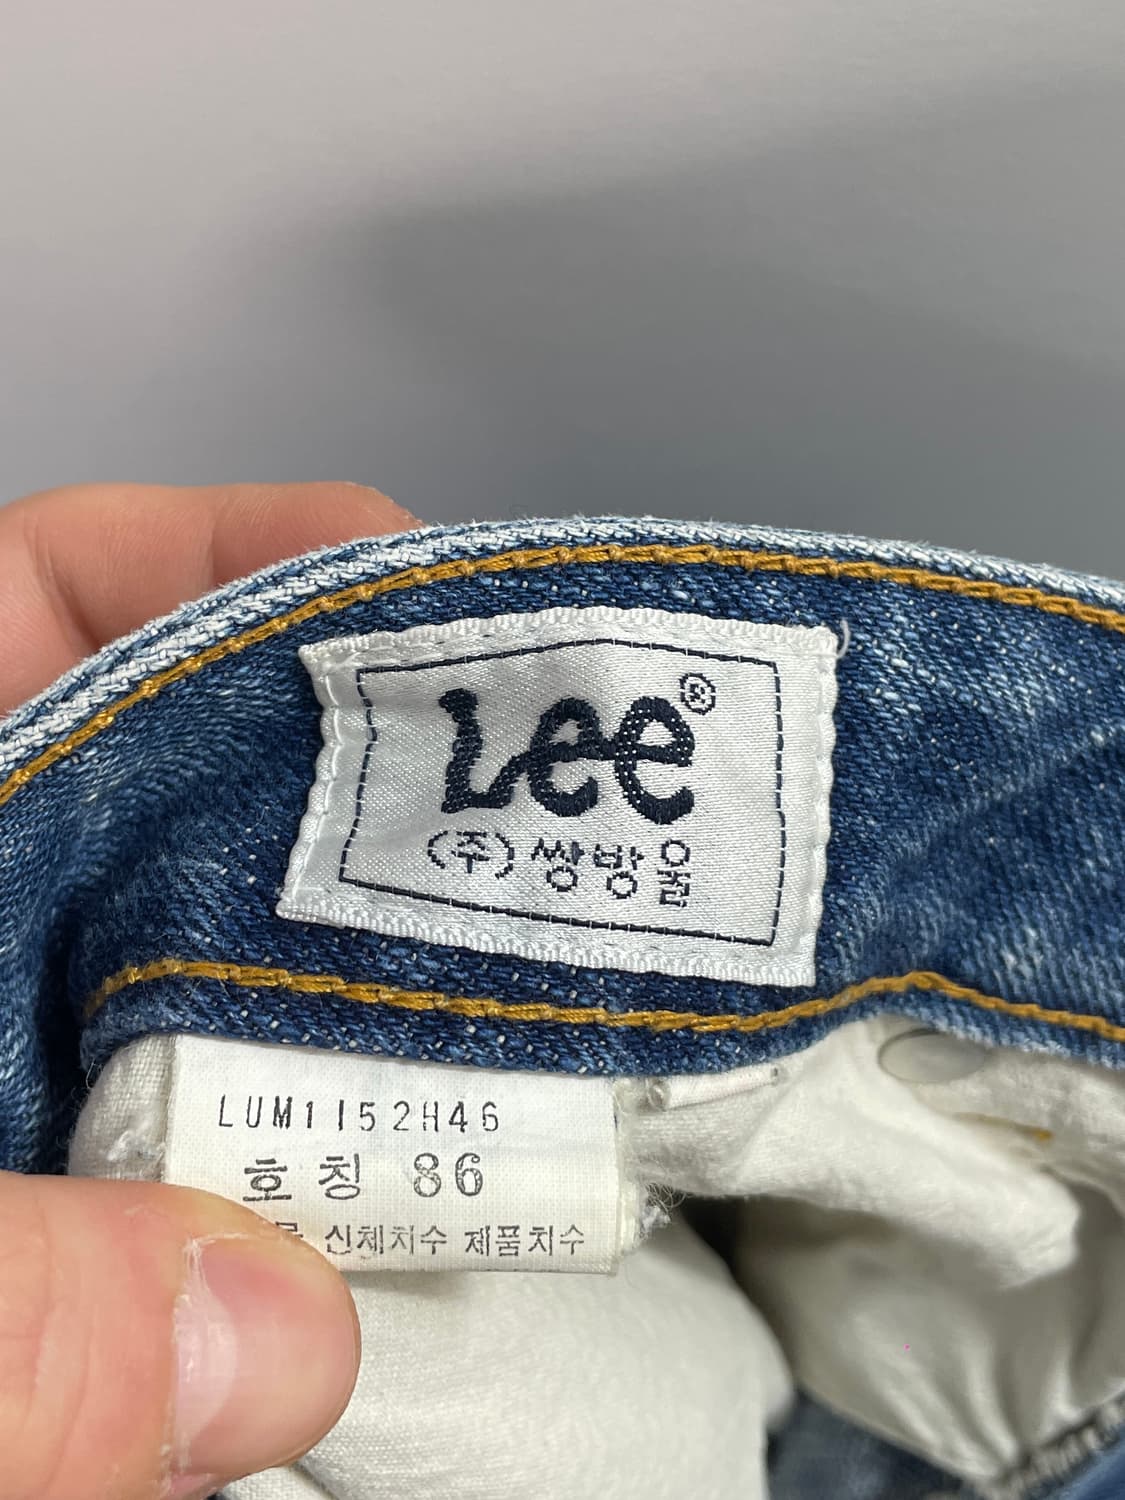 Lee®
(주)쌍방울
LUM1152H46
호칭 86
신체치수 제품치수